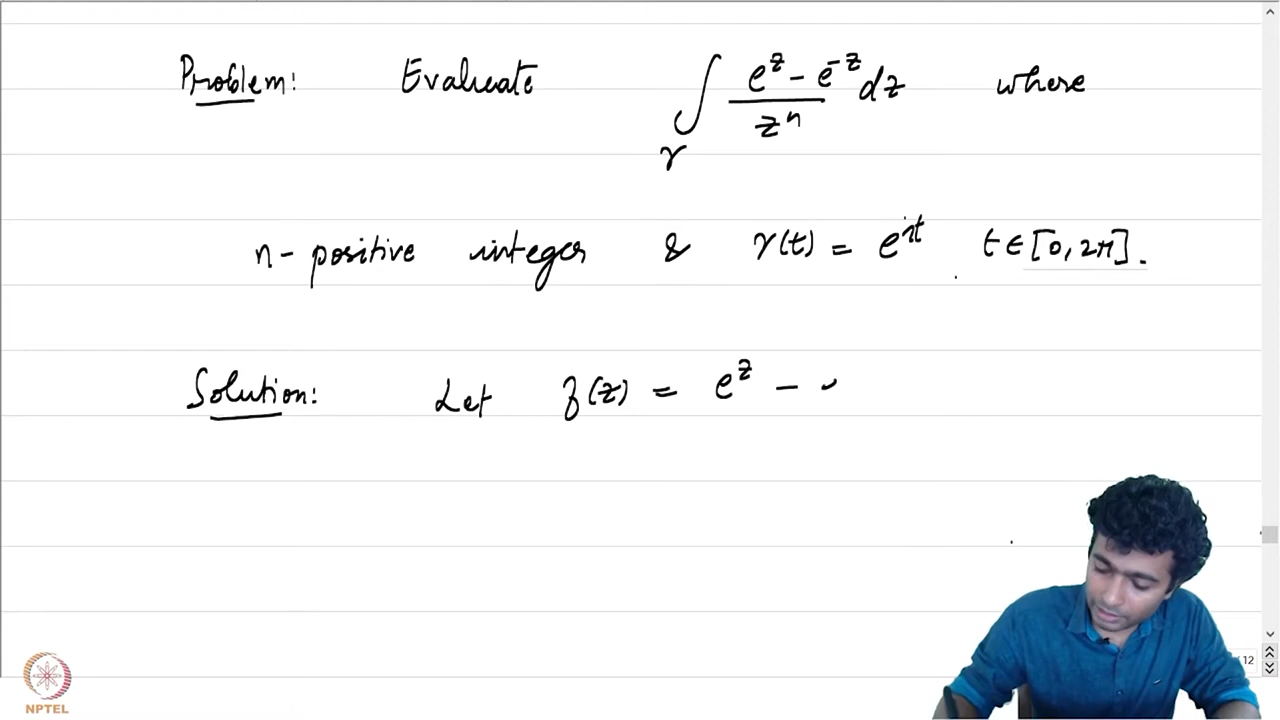 Problem: Evaluate ∫_γ (e^z - e^{-z})/z^n dz where
n - positive integer & γ(t) = e^{it} t ∈ [0, 2π].
Solution: Let f(z) = e^z -
12
NPTEL